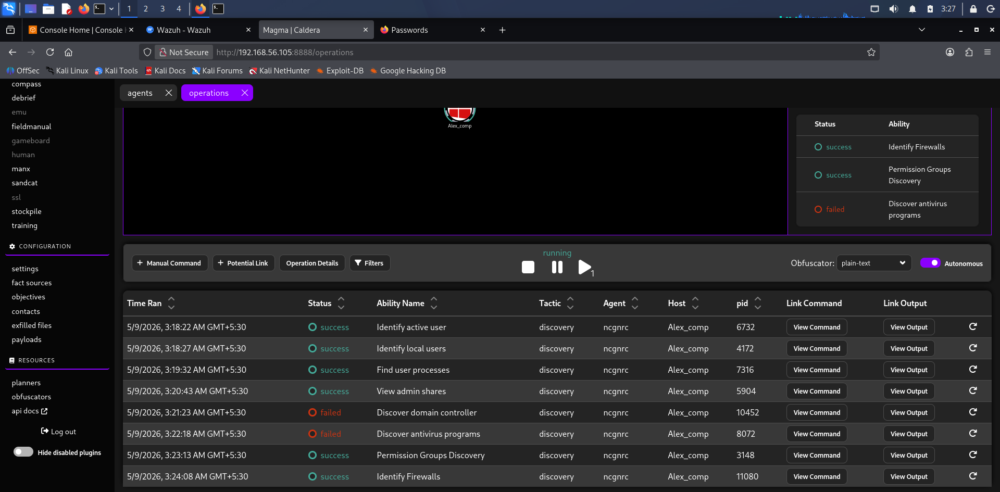 1 2 3 4 3:27
Console Home | Console Wazuh - Wazuh Magma | Caldera Passwords
Not Secure http://192.168.56.105:8888/operations
OffSec Kali Linux Kali Tools Kali Docs Kali Forums Kali NetHunter Exploit-DB Google Hacking DB
compass
debrief
emu
fieldmanual
gameboard
human
manx
sandcat
ssl
stockpile
training
CONFIGURATION
settings
fact sources
objectives
contacts
exfilled files
payloads
RESOURCES
planners
obfuscators
api docs
Log out
Hide disabled plugins
agents operations
Alex_comp
Status Ability
success Identify Firewalls
success Permission Groups
Discovery
failed Discover antivirus
programs
+ Manual Command + Potential Link Operation Details Filters
running
1
Obfuscator: plain-text Autonomous
Time Ran Status Ability Name Tactic Agent Host pid Link Command Link Output
5/9/2026, 3:18:22 AM GMT+5:30 success Identify active user discovery ncgnrc Alex_comp 6732 View Command View Output
5/9/2026, 3:18:27 AM GMT+5:30 success Identify local users discovery ncgnrc Alex_comp 4172 View Command View Output
5/9/2026, 3:19:32 AM GMT+5:30 success Find user processes discovery ncgnrc Alex_comp 7316 View Command View Output
5/9/2026, 3:20:43 AM GMT+5:30 success View admin shares discovery ncgnrc Alex_comp 5904 View Command View Output
5/9/2026, 3:21:23 AM GMT+5:30 failed Discover domain controller discovery ncgnrc Alex_comp 10452 View Command View Output
5/9/2026, 3:22:18 AM GMT+5:30 failed Discover antivirus programs discovery ncgnrc Alex_comp 8072 View Command View Output
5/9/2026, 3:23:13 AM GMT+5:30 success Permission Groups Discovery discovery ncgnrc Alex_comp 3148 View Command View Output
5/9/2026, 3:24:08 AM GMT+5:30 success Identify Firewalls discovery ncgnrc Alex_comp 11080 View Command View Output